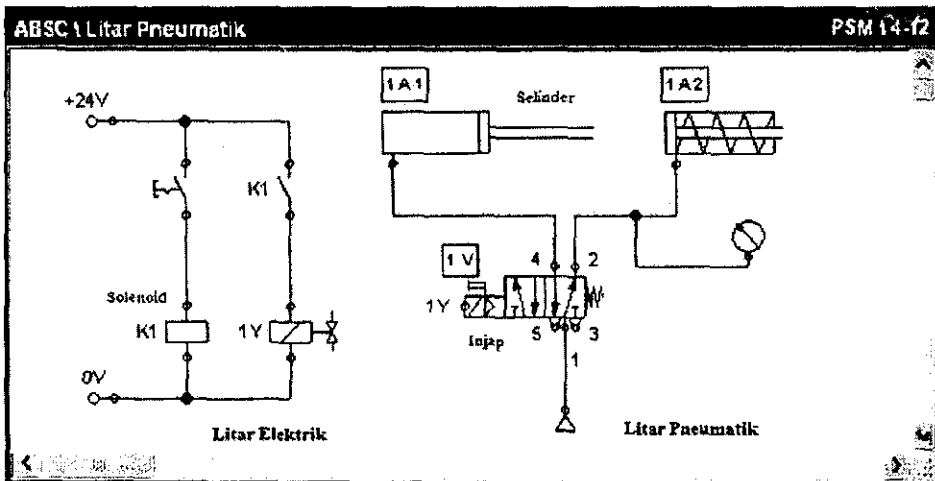 ABSC \ Litar Pneumatik
PSM 14-f2
+24V
K1
Solenoid
K1
1Y
0V
Litar Elektrik
1A1
Selinder
1A2
1V
4
2
1Y
5
3
Injap
1
Litar Pneumatik